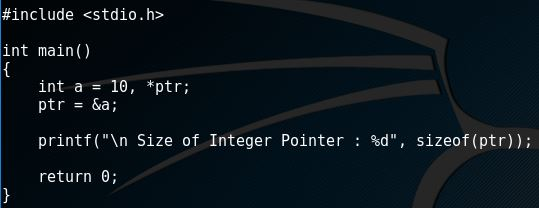 #include <stdio.h>
int main()
{
    int a = 10, *ptr;
    ptr = &a;
    printf("\n Size of Integer Pointer : %d", sizeof(ptr));
    return 0;
}